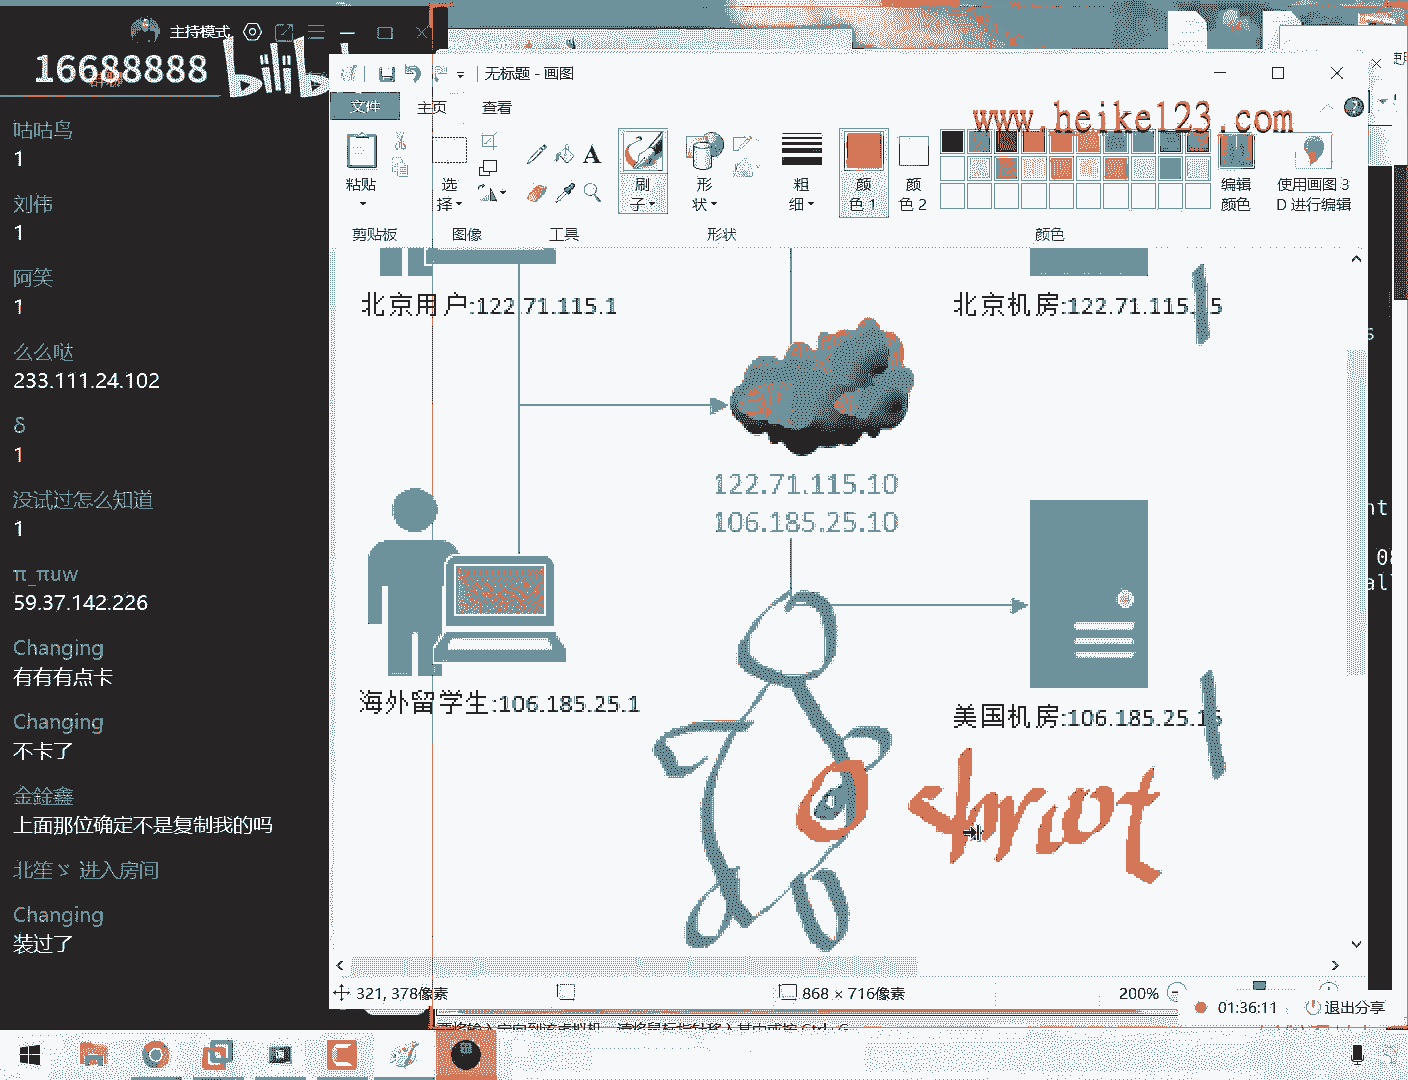 主持模式
16688888
bilib
咕咕鸟
1
刘伟
1
阿笑
1
么么哒
233.111.24.102
δ
1
没试过怎么知道
1
π_πuw
59.37.142.226
Changing
有有有点卡
Changing
不卡了
金銓鑫
上面那位确定不是复制我的吗
北笙ゞ 进入房间
Changing
装过了
无标题 - 画图
文件
主页
查看
www.heike123.com
粘贴
选择
A
刷子
形状
粗细
颜色 1
颜色 2
编辑颜色
使用画图 3D 进行编辑
剪贴板
图像
工具
形状
颜色
北京用户:122.71.115.1
北京机房:122.71.115.15
122.71.115.10
106.185.25.10
海外留学生:106.185.25.1
美国机房:106.185.25.15
321, 378像素
868 × 716像素
200%
01:36:11
退出分享